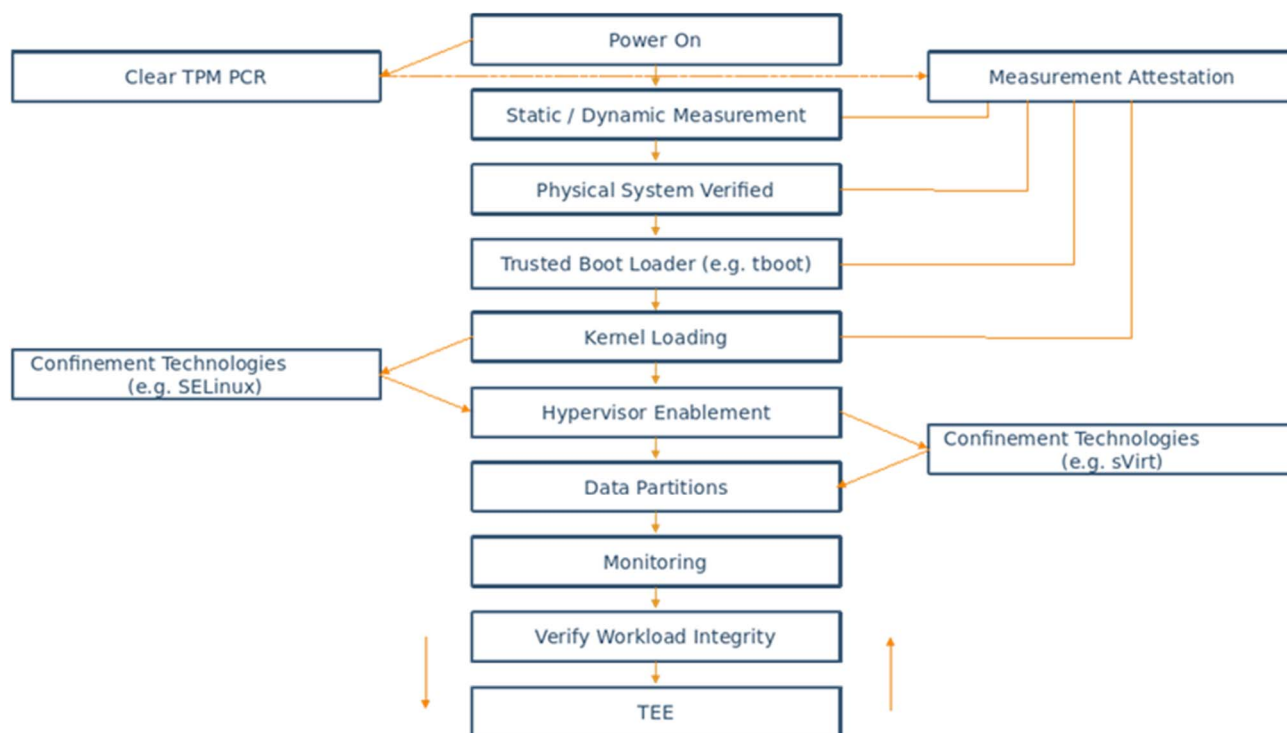 Power On
Clear TPM PCR
Measurement Attestation
Static / Dynamic Measurement
Physical System Verified
Trusted Boot Loader (e.g. tboot)
Kernel Loading
Confinement Technologies
(e.g. SELinux)
Hypervisor Enablement
Confinement Technologies
(e.g. sVirt)
Data Partitions
Monitoring
Verify Workload Integrity
TEE